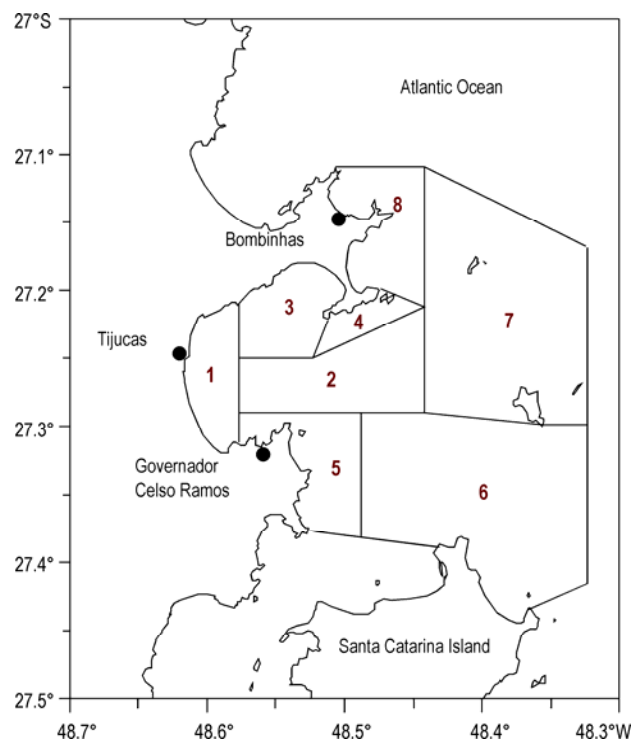 27°S
Atlantic Ocean
27.1°
8
Bombinhas
27.2°
3
4
7
Tijucas
1
2
27.3°
Governador
Celso Ramos
5
6
27.4°
Santa Catarina Island
27.5°
48.7° 48.6° 48.5° 48.4° 48.3°W